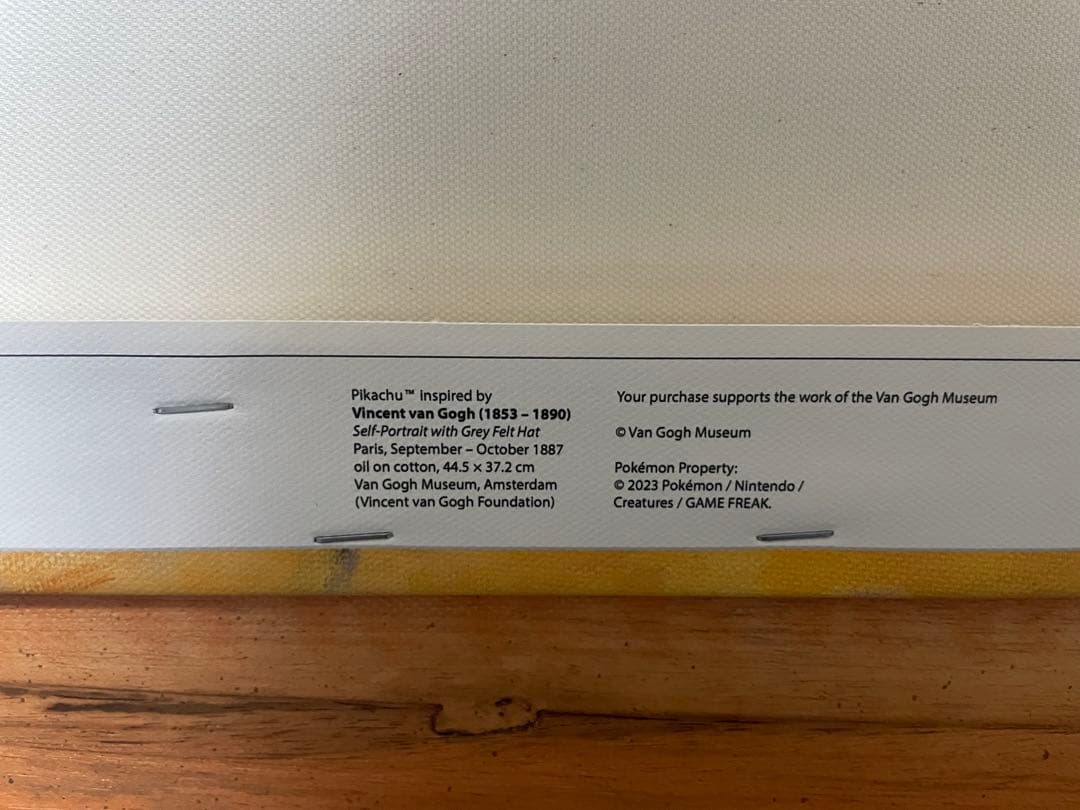 Pikachu™ inspired by
Vincent van Gogh (1853 – 1890)
Self-Portrait with Grey Felt Hat
Paris, September – October 1887
oil on cotton, 44.5 × 37.2 cm
Van Gogh Museum, Amsterdam
(Vincent van Gogh Foundation)
Your purchase supports the work of the Van Gogh Museum
© Van Gogh Museum
Pokémon Property:
© 2023 Pokémon / Nintendo /
Creatures / GAME FREAK.